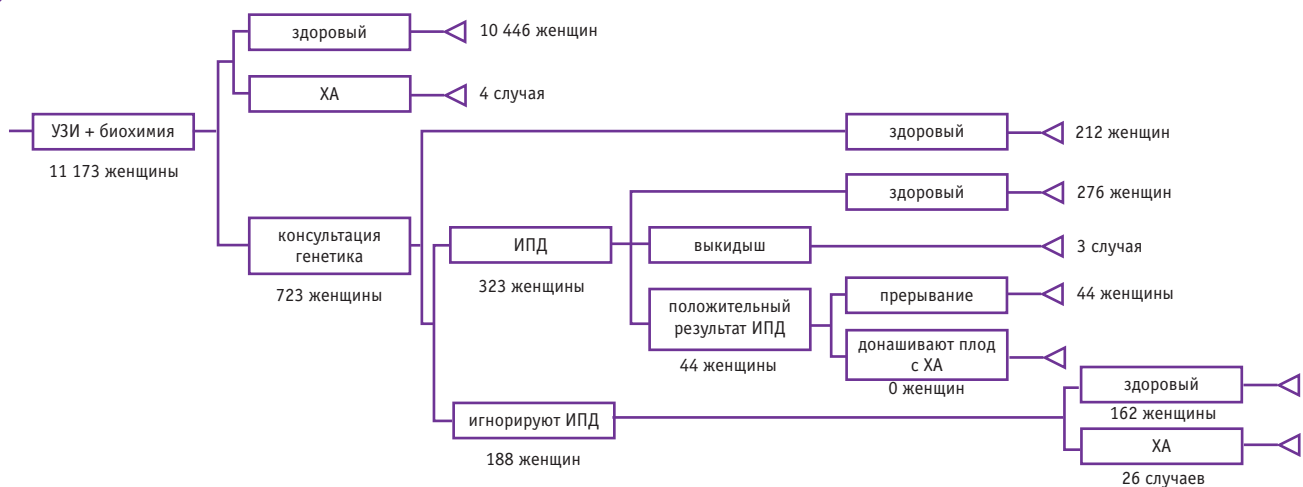 здоровый
10 446 женщин
ХА
4 случая
УЗИ + биохимия
11 173 женщины
здоровый
212 женщин
здоровый
276 женщин
консультация
генетика
723 женщины
ИПД
323 женщины
выкидыш
3 случая
положительный
результат ИПД
44 женщины
прерывание
44 женщины
донашивают плод
с ХА
0 женщин
игнорируют ИПД
188 женщин
здоровый
162 женщины
ХА
26 случаев